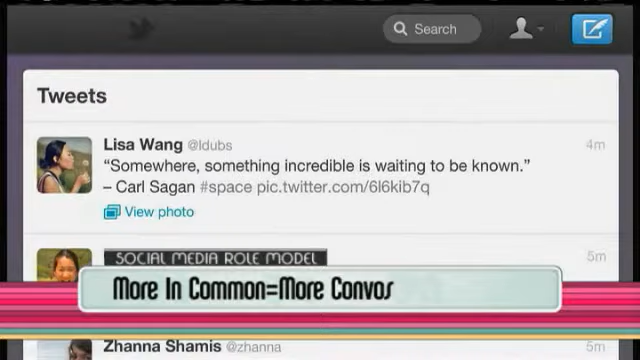 Search
Tweets
Lisa Wang @ldubs 4m
“Somewhere, something incredible is waiting to be known.”
– Carl Sagan #space pic.twitter.com/6l6kib7q
View photo
5m
SOCIAL MEDIA ROLE MODEL
More In Common=More Convos
Zhanna Shamis @zhanna 5m